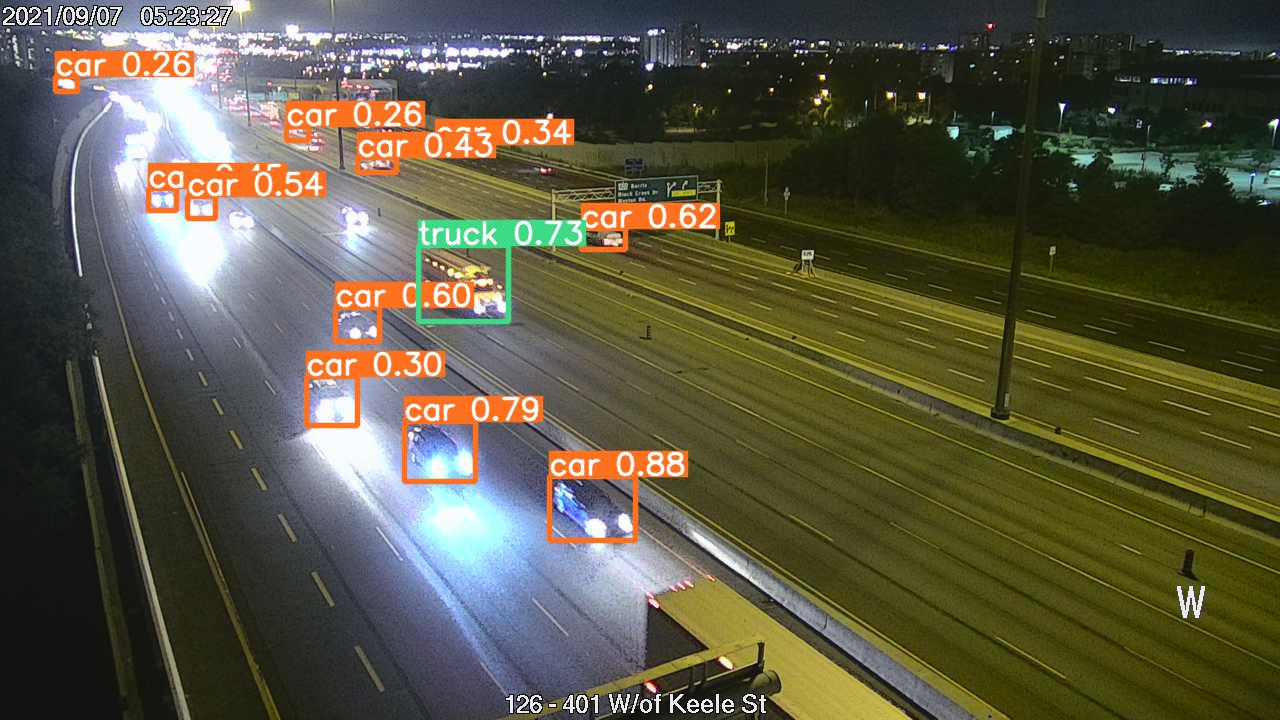 2021/09/07 05:23:27
car 0.26
car 0.26
car 0.34
car 0.43
car 0.54
car 0.62
truck 0.73
car 0.60
car 0.30
car 0.79
car 0.88
W
126 - 401 W/of Keele St